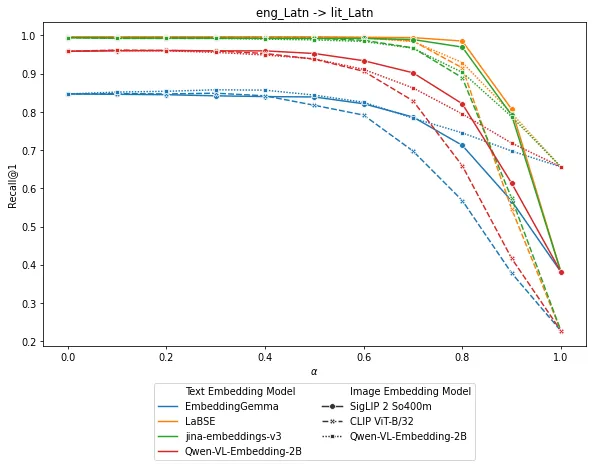 eng_Latn -> lit_Latn
1.0
0.9
0.8
0.7
0.6
0.5
0.4
0.3
0.2
Recall@1
0.0 0.2 0.4 0.6 0.8 1.0
α
Text Embedding Model Image Embedding Model
EmbeddingGemma SigLIP 2 So400m
LaBSE CLIP ViT-B/32
jina-embeddings-v3 Qwen-VL-Embedding-2B
Qwen-VL-Embedding-2B